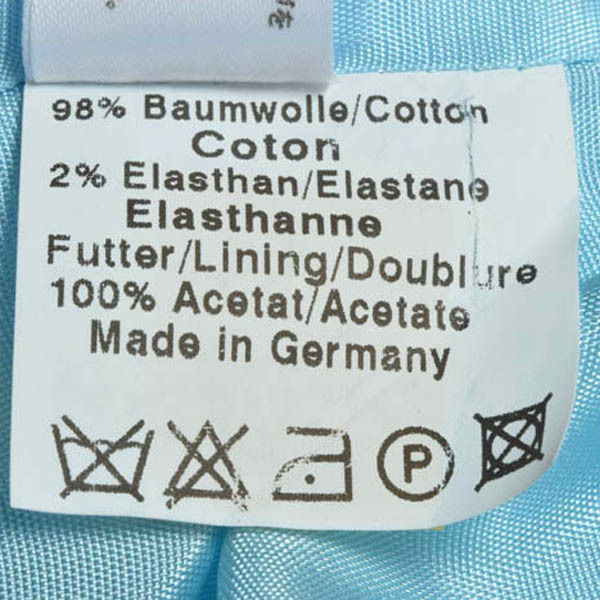 98% Baumwolle/Cotton
Coton
2% Elasthan/Elastane
Elasthanne
Futter/Lining/Doublure
100% Acetat/Acetate
Made in Germany
P